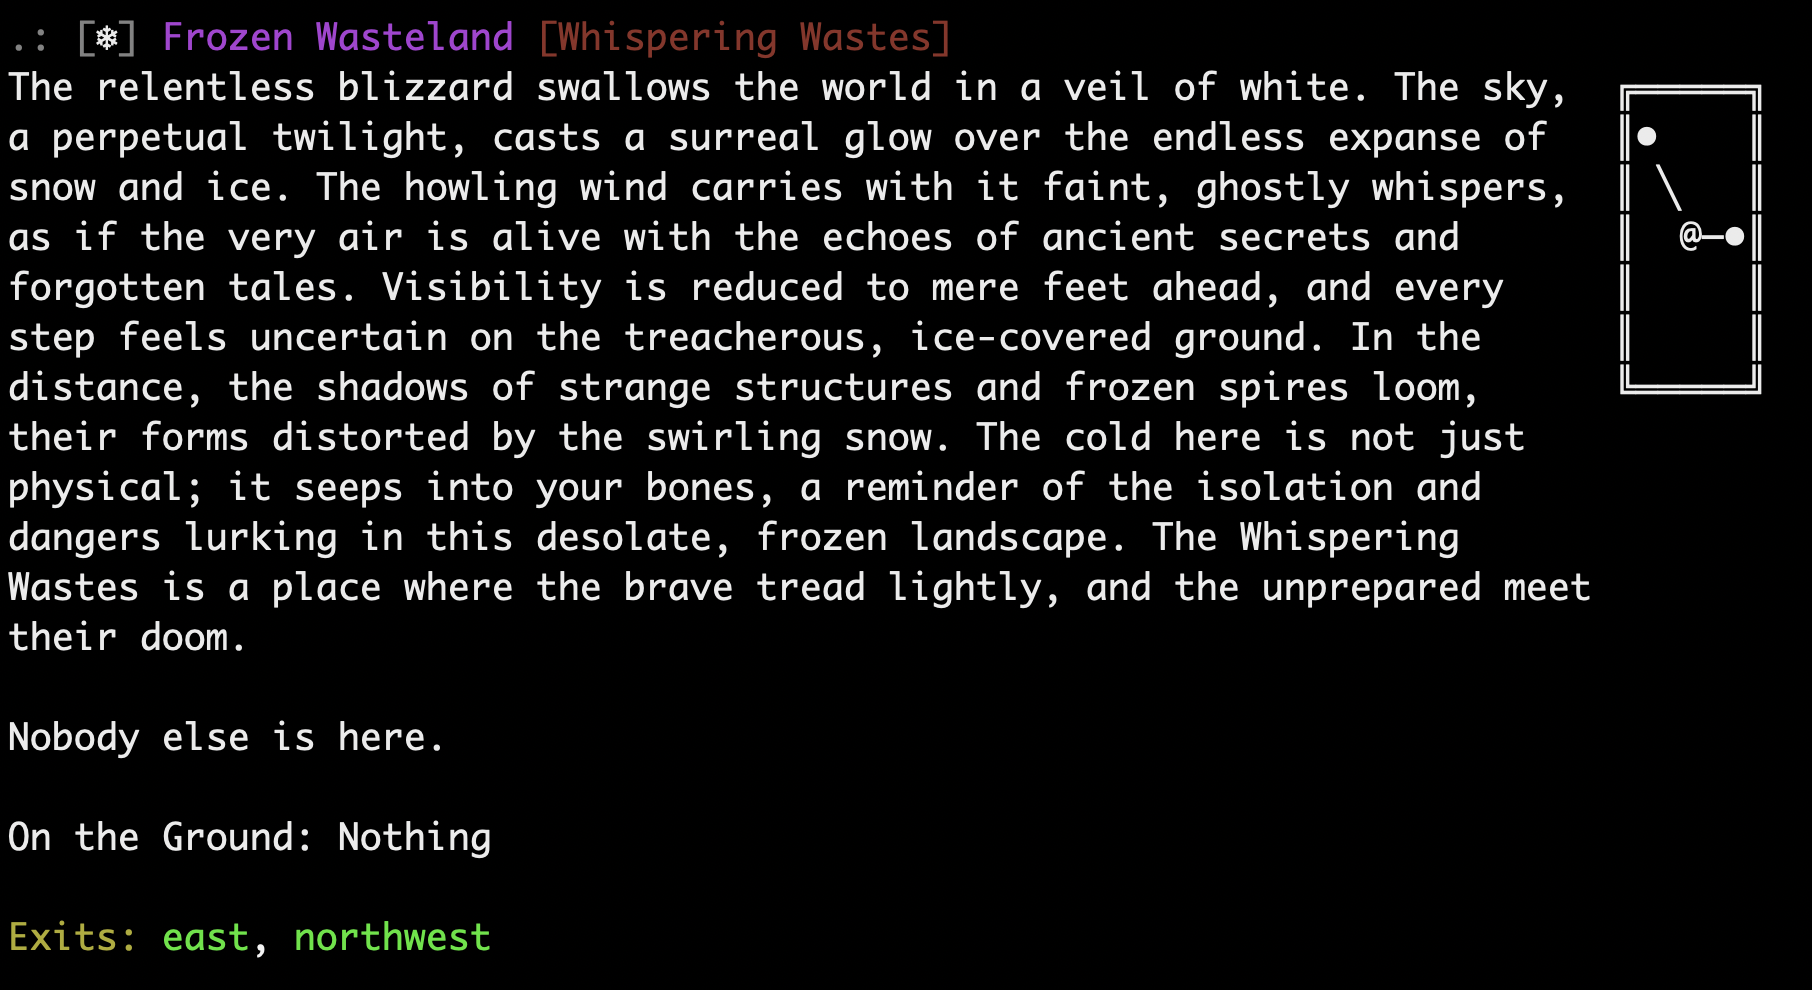 .: [❄] Frozen Wasteland [Whispering Wastes]
The relentless blizzard swallows the world in a veil of white. The sky,
a perpetual twilight, casts a surreal glow over the endless expanse of
snow and ice. The howling wind carries with it faint, ghostly whispers,
as if the very air is alive with the echoes of ancient secrets and
forgotten tales. Visibility is reduced to mere feet ahead, and every
step feels uncertain on the treacherous, ice-covered ground. In the
distance, the shadows of strange structures and frozen spires loom,
their forms distorted by the swirling snow. The cold here is not just
physical; it seeps into your bones, a reminder of the isolation and
dangers lurking in this desolate, frozen landscape. The Whispering
Wastes is a place where the brave tread lightly, and the unprepared meet
their doom.
Nobody else is here.
On the Ground: Nothing
Exits: east, northwest
@